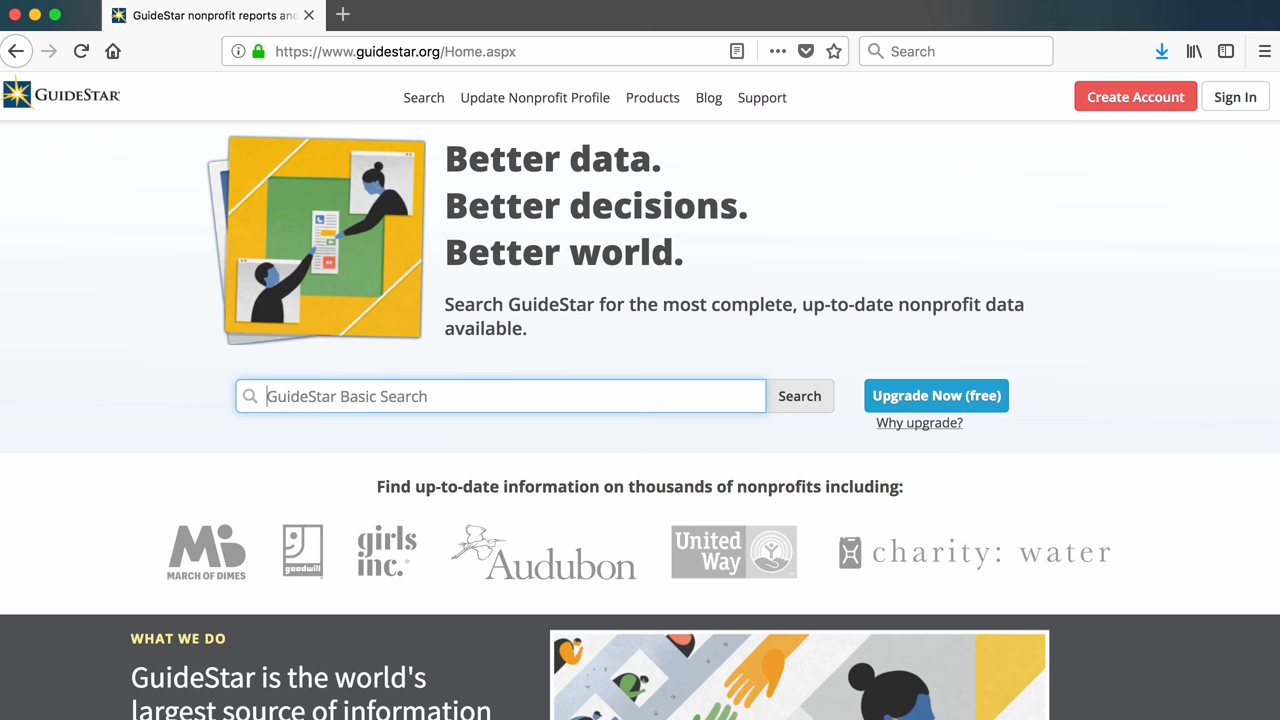 GuideStar nonprofit reports and
https://www.guidestar.org/Home.aspx
Search
GUIDESTAR
Search
Update Nonprofit Profile
Products
Blog
Support
Create Account
Sign In
Better data.
Better decisions.
Better world.
Search GuideStar for the most complete, up-to-date nonprofit data
available.
GuideStar Basic Search
Search
Upgrade Now (free)
Why upgrade?
Find up-to-date information on thousands of nonprofits including:
MARCH OF DIMES
goodwill
girls
inc.
Audubon
United
Way
charity: water
WHAT WE DO
GuideStar is the world's
largest source of information